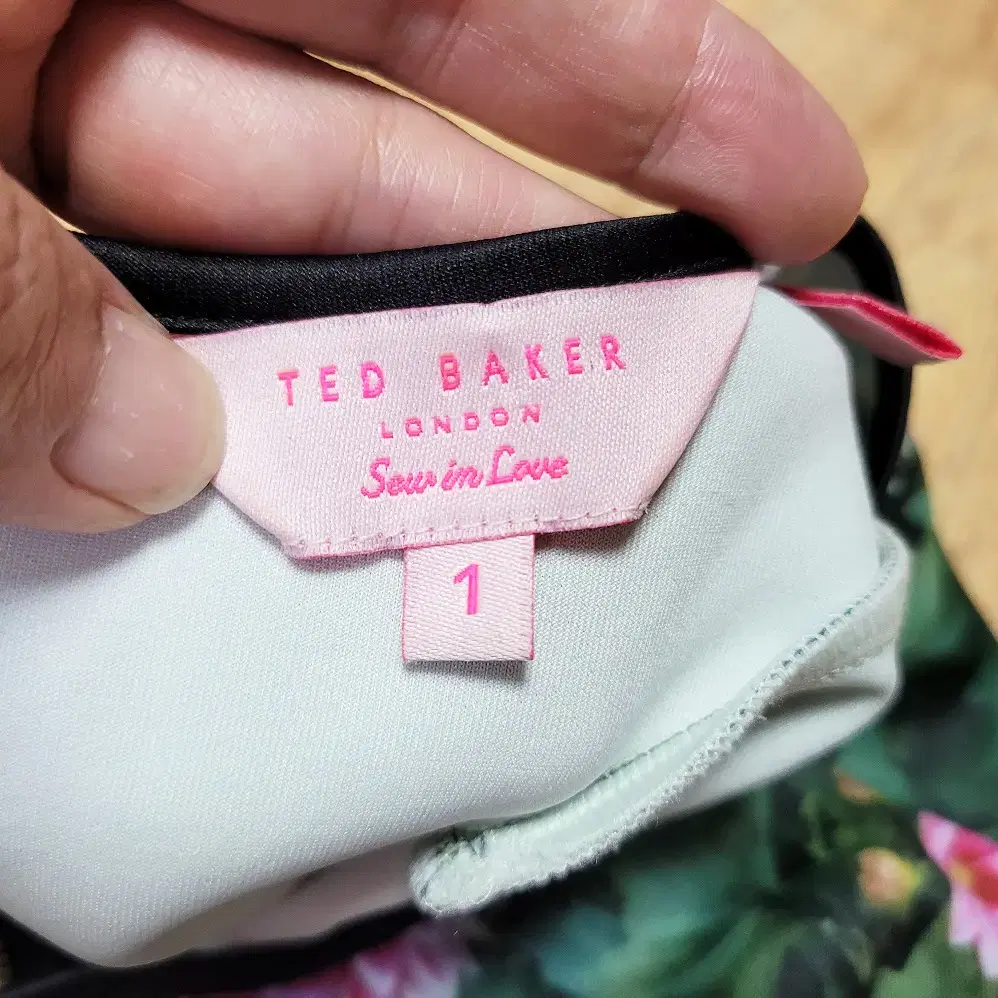 TED BAKER
LONDON
Sew in Love
1